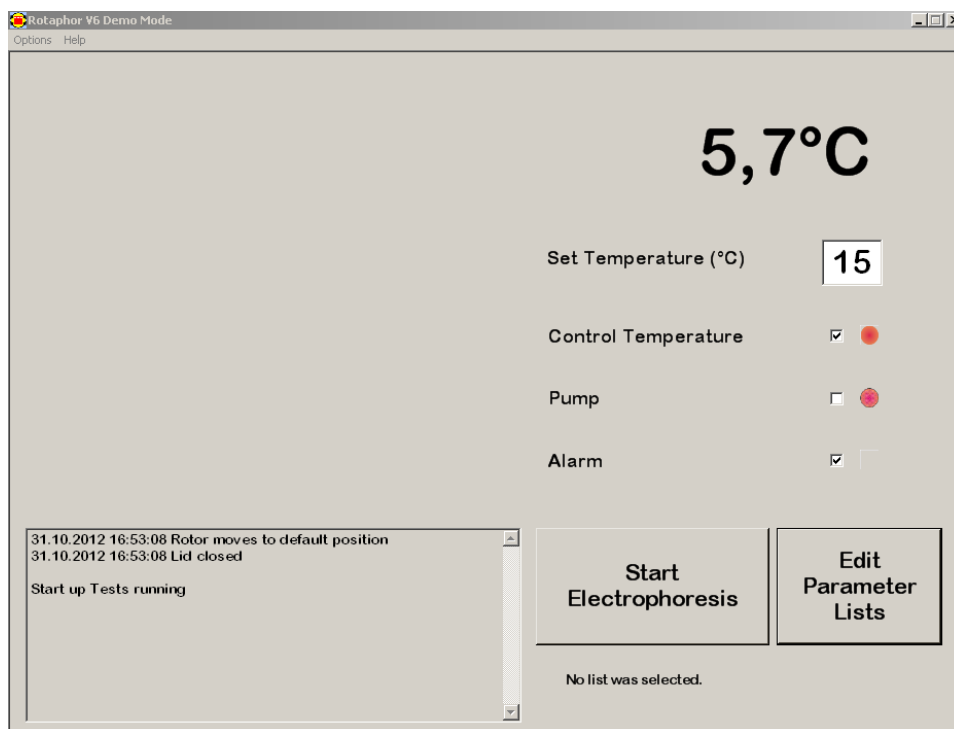 Rotaphor V6 Demo Mode
Options Help
5,7°C
Set Temperature (°C)
15
Control Temperature
Pump
Alarm
31.10.2012 16:53:08 Rotor moves to default position
31.10.2012 16:53:08 Lid closed
Start up Tests running
Start
Electrophoresis
Edit
Parameter
Lists
No list was selected.